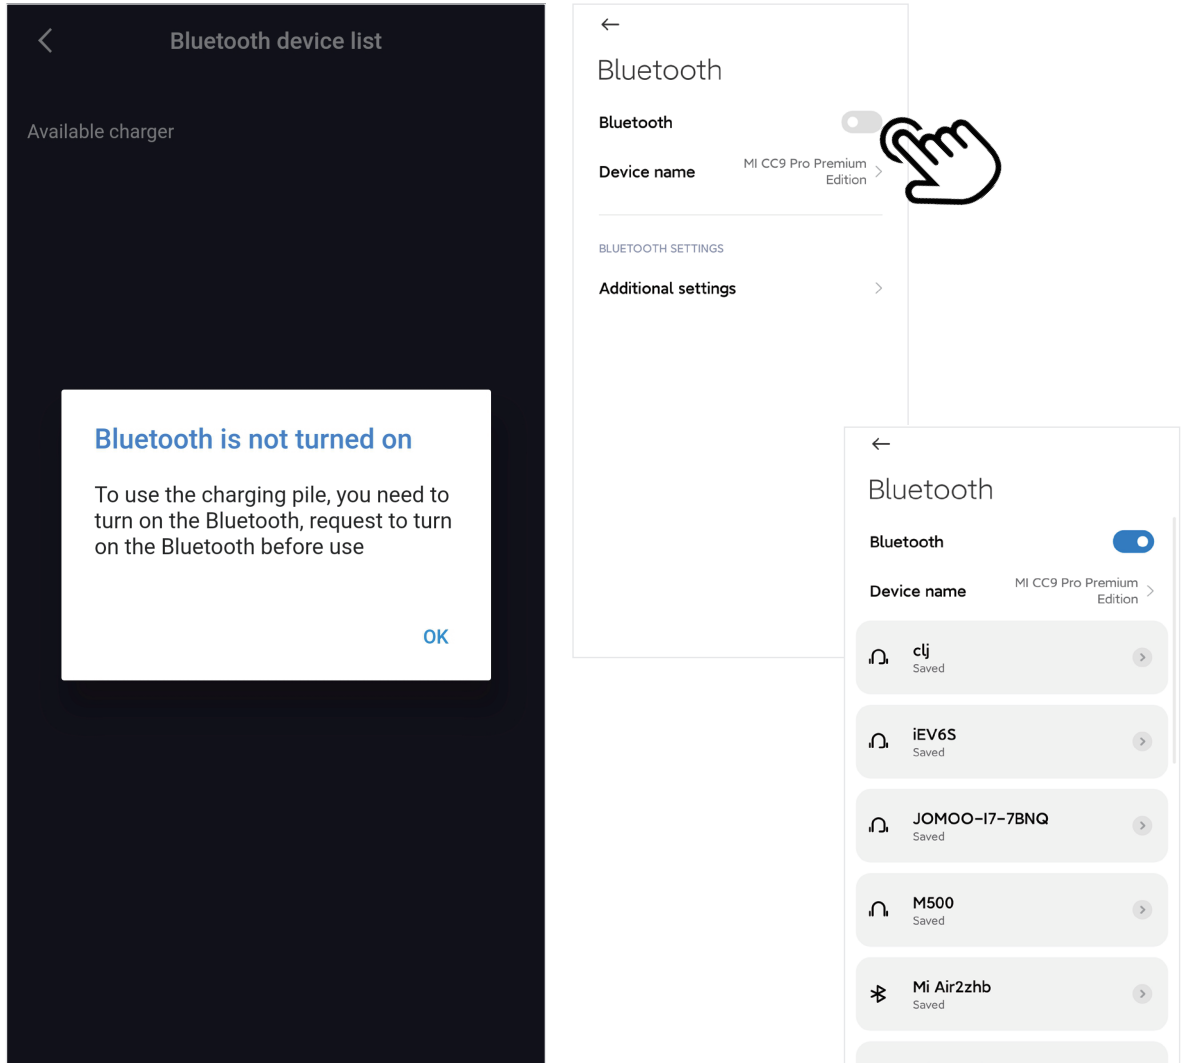 Bluetooth device list
Available charger
Bluetooth is not turned on
To use the charging pile, you need to
turn on the Bluetooth, request to turn
on the Bluetooth before use
OK
Bluetooth
Bluetooth
Device name
MI CC9 Pro Premium
Edition
BLUETOOTH SETTINGS
Additional settings
Bluetooth
Bluetooth
Device name
MI CC9 Pro Premium
Edition
clj
Saved
iEV6S
Saved
JOMOO-I7-7BNQ
Saved
M500
Saved
Mi Air2zhb
Saved